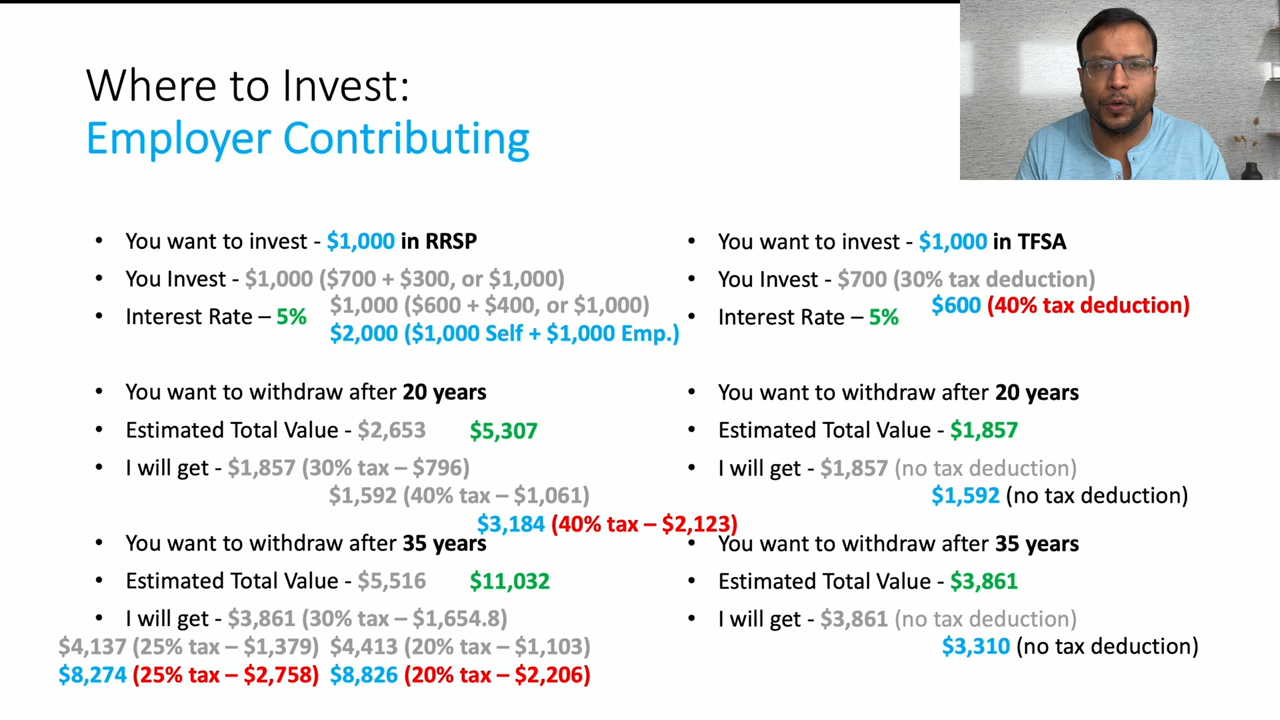 Where to Invest:
Employer Contributing
• You want to invest - $1,000 in RRSP
• You Invest - $1,000 ($700 + $300, or $1,000)
$1,000 ($600 + $400, or $1,000)
• Interest Rate – 5%
$2,000 ($1,000 Self + $1,000 Emp.)
• You want to withdraw after 20 years
• Estimated Total Value - $2,653 $5,307
• I will get - $1,857 (30% tax – $796)
$1,592 (40% tax – $1,061)
$3,184 (40% tax – $2,123)
• You want to withdraw after 35 years
• Estimated Total Value - $5,516 $11,032
• I will get - $3,861 (30% tax – $1,654.8)
$4,137 (25% tax – $1,379) $4,413 (20% tax – $1,103)
$8,274 (25% tax – $2,758) $8,826 (20% tax – $2,206)
• You want to invest - $1,000 in TFSA
• You Invest - $700 (30% tax deduction)
$600 (40% tax deduction)
• Interest Rate – 5%
• You want to withdraw after 20 years
• Estimated Total Value - $1,857
• I will get - $1,857 (no tax deduction)
$1,592 (no tax deduction)
• You want to withdraw after 35 years
• Estimated Total Value - $3,861
• I will get - $3,861 (no tax deduction)
$3,310 (no tax deduction)